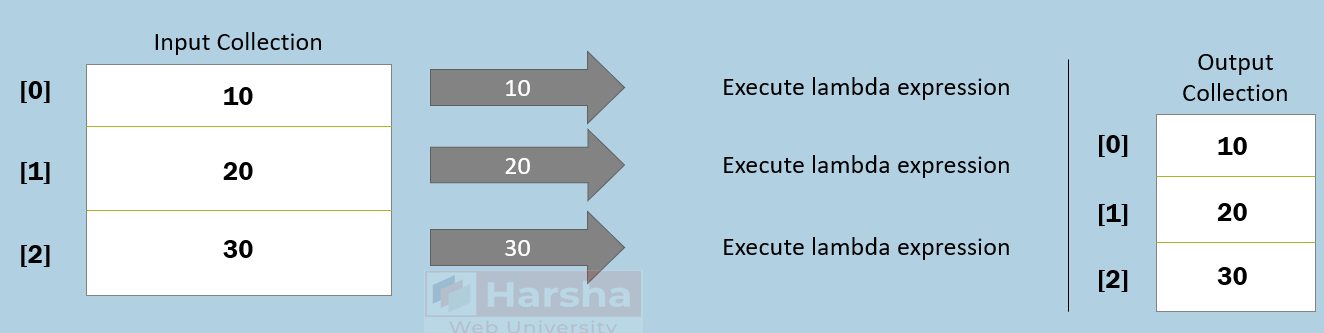 Input Collection
[0]
10
[1]
20
[2]
30
10
20
30
Execute lambda expression
Execute lambda expression
Execute lambda expression
Output
Collection
[0]
10
[1]
20
[2]
30
Harsha
Web University